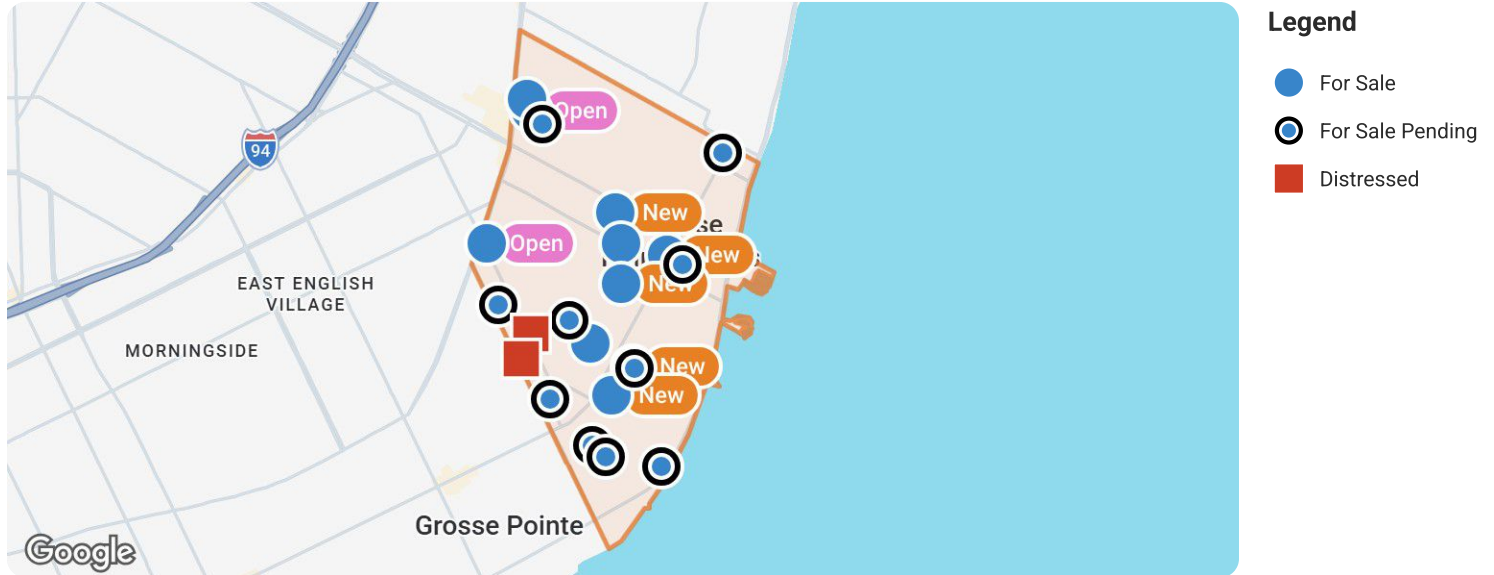 Legend
For Sale
For Sale Pending
Distressed
94
Open
New
se
Open
New
New
EAST ENGLISH
VILLAGE
MORNINGSIDE
New
New
Grosse Pointe
Google